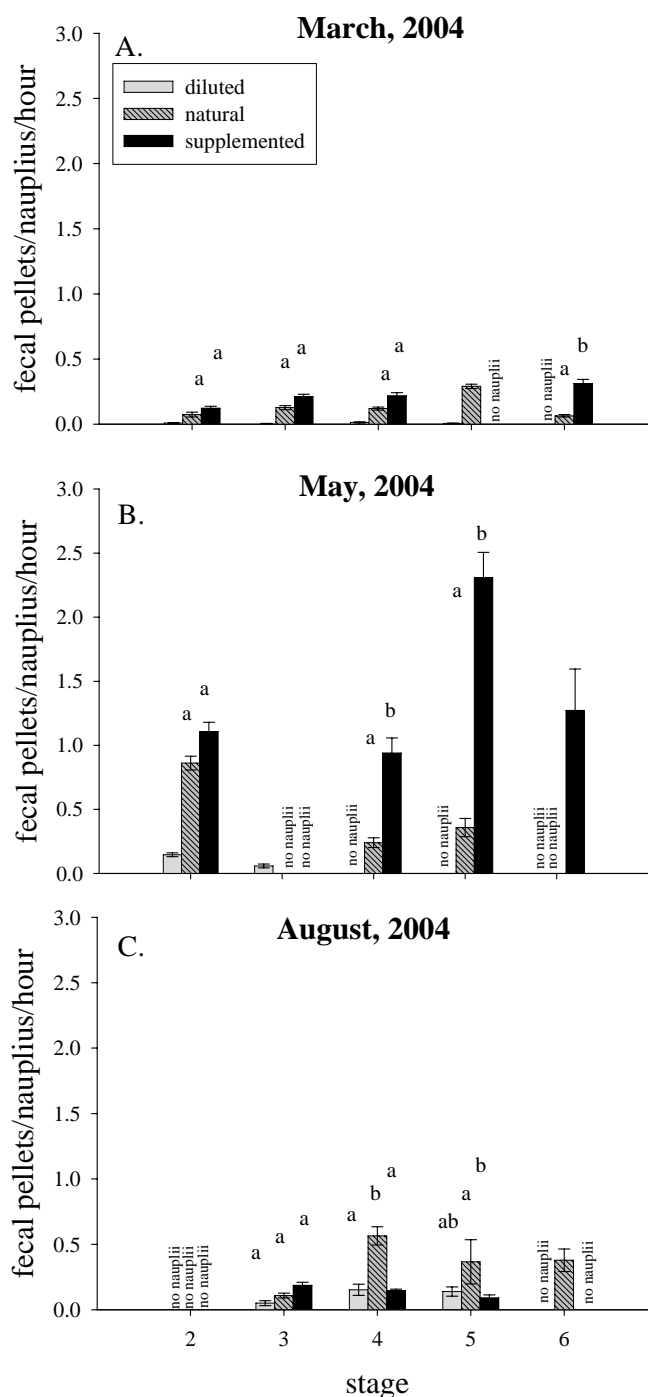 March, 2004
A.
diluted
natural
supplemented
fecal pellets/nauplius/hour
3.0
2.5
2.0
1.5
1.0
0.5
0.0
a
a
a
a
a
a
no nauplii
no nauplii
a
b
May, 2004
B.
fecal pellets/nauplius/hour
3.0
2.5
2.0
1.5
1.0
0.5
0.0
a
a
no nauplii
no nauplii
no nauplii
a
b
no nauplii
a
b
no nauplii
no nauplii
August, 2004
C.
fecal pellets/nauplius/hour
3.0
2.5
2.0
1.5
1.0
0.5
0.0
no nauplii
no nauplii
no nauplii
a
a
a
a
b
a
ab
a
b
no nauplii
no nauplii
2 3 4 5 6
stage